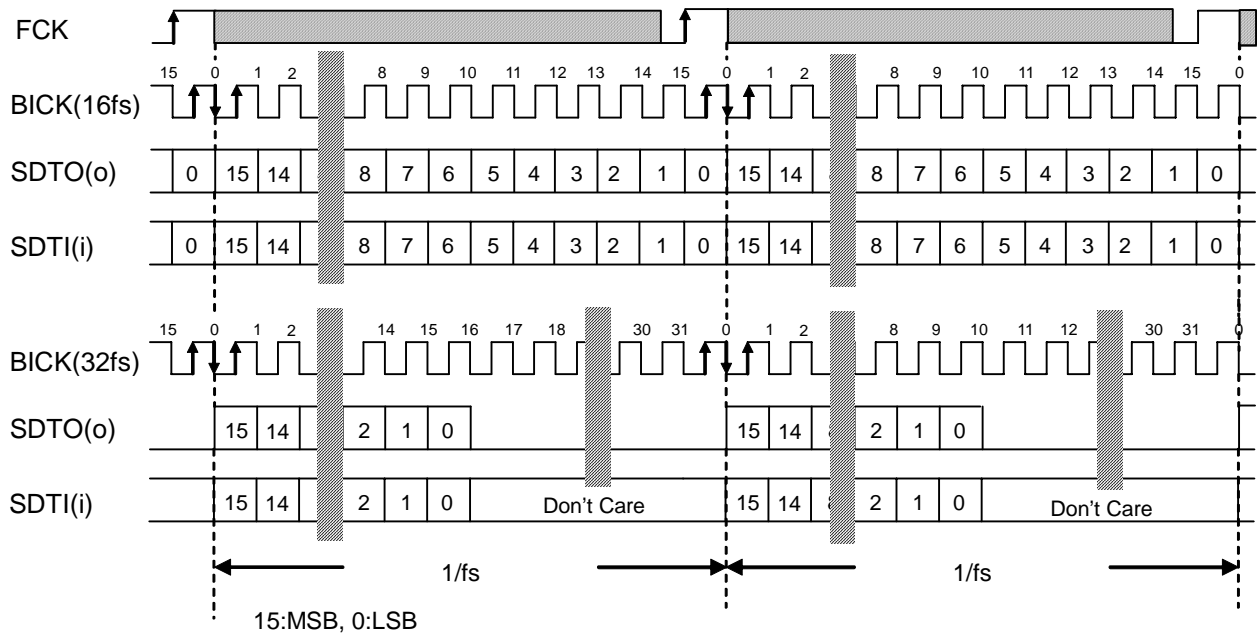 FCK
15 0 1 2 8 9 10 11 12 13 14 15 0 1 2 8 9 10 11 12 13 14 15 0
BICK(16fs)
SDTO(o) 0 15 14 8 7 6 5 4 3 2 1 0 15 14 8 7 6 5 4 3 2 1 0
SDTI(i) 0 15 14 8 7 6 5 4 3 2 1 0 15 14 8 7 6 5 4 3 2 1 0
15 0 1 2 14 15 16 17 18 30 31 0 1 2 8 9 10 11 12 30 31 0
BICK(32fs)
SDTO(o) 15 14 2 1 0 15 14 2 1 0
SDTI(i) 15 14 2 1 0 Don't Care 15 14 2 1 0 Don't Care
1/fs 1/fs
15:MSB, 0:LSB